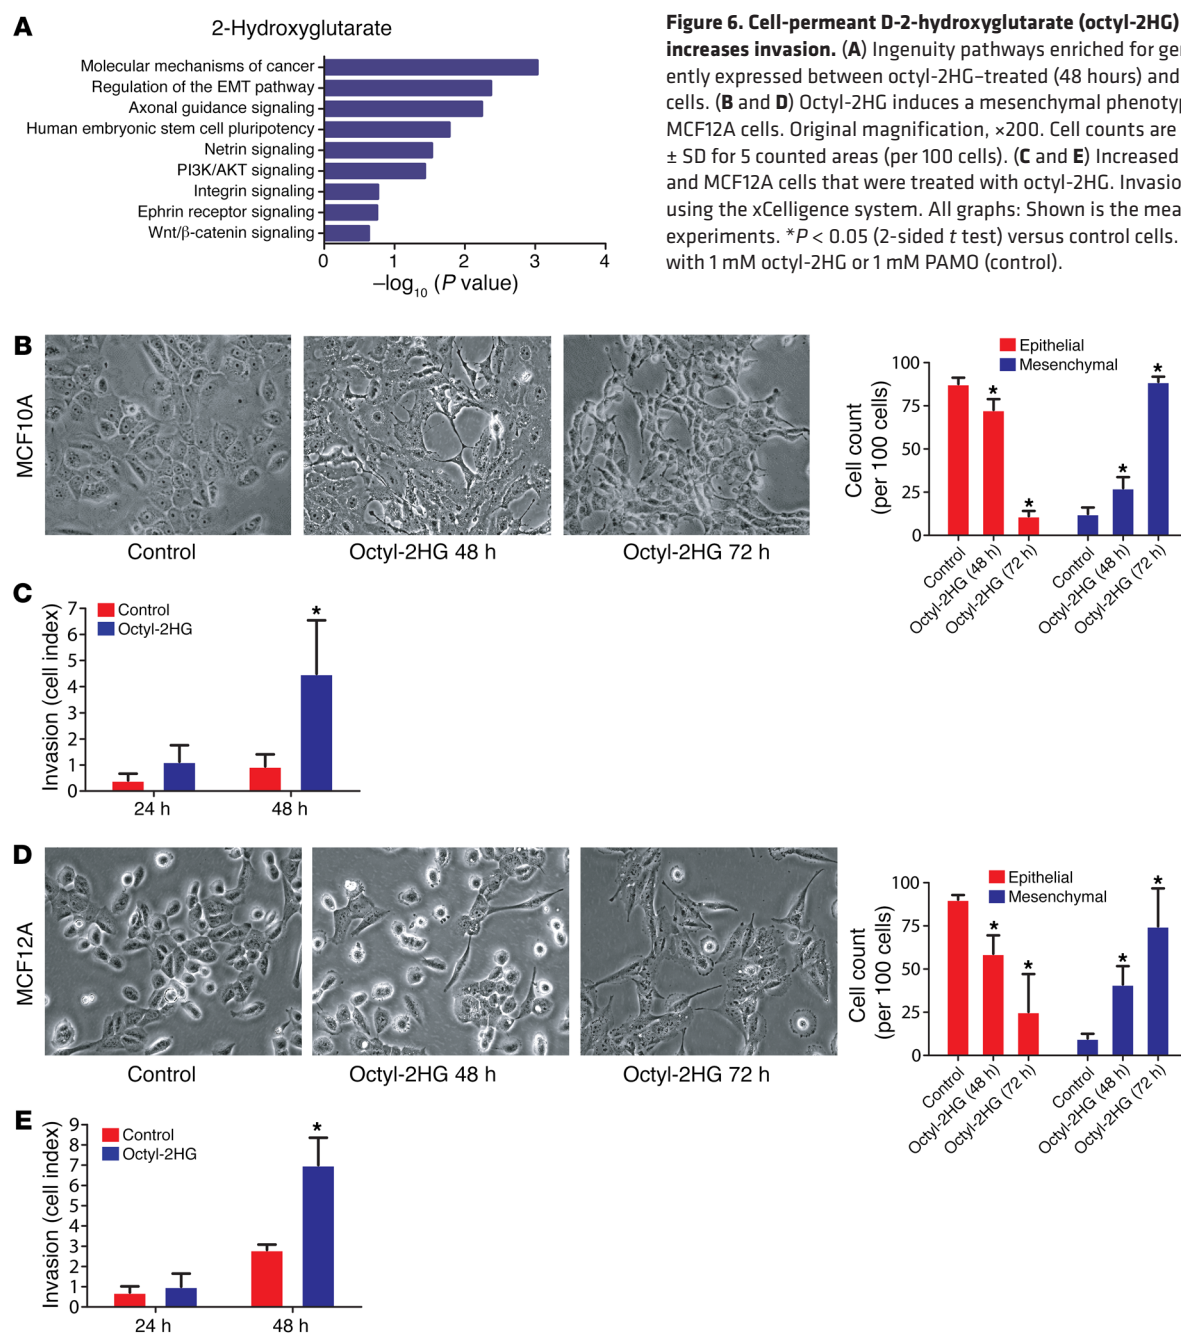 A
2-Hydroxyglutarate
Molecular mechanisms of cancer
Regulation of the EMT pathway
Axonal guidance signaling
Human embryonic stem cell pluripotency
Netrin signaling
PI3K/AKT signaling
Integrin signaling
Ephrin receptor signaling
Wnt/β-catenin signaling
0 1 2 3 4
–log10 (P value)
Figure 6. Cell-permeant D-2-hydroxyglutarate (octyl-2HG)
increases invasion. (A) Ingenuity pathways enriched for
ently expressed between octyl-2HG–treated (48 hours) and
cells. (B and D) Octyl-2HG induces a mesenchymal
MCF12A cells. Original magnification, ×200. Cell counts are
± SD for 5 counted areas (per 100 cells). (C and E) Increased
and MCF12A cells that were treated with octyl-2HG.
using the xCelligence system. All graphs: Shown is the
experiments. *P < 0.05 (2-sided t test) versus control cells.
with 1 mM octyl-2HG or 1 mM PAMO (control).
B
MCF10A
Control
Octyl-2HG 48 h
Octyl-2HG 72 h
Epithelial
Mesenchymal
Cell count
(per 100 cells)
100
75
50
25
0
* * * *
Control
Octyl-2HG (48 h)
Octyl-2HG (72 h)
Control
Octyl-2HG (48 h)
Octyl-2HG (72 h)
C
Invasion (cell index)
7
6
5
4
3
2
1
0
Control
Octyl-2HG
*
24 h
48 h
D
MCF12A
Control
Octyl-2HG 48 h
Octyl-2HG 72 h
Epithelial
Mesenchymal
Cell count
(per 100 cells)
100
75
50
25
0
* * * *
Control
Octyl-2HG (48 h)
Octyl-2HG (72 h)
Control
Octyl-2HG (48 h)
Octyl-2HG (72 h)
E
Invasion (cell index)
9
8
7
6
5
4
3
2
1
0
Control
Octyl-2HG
*
24 h
48 h